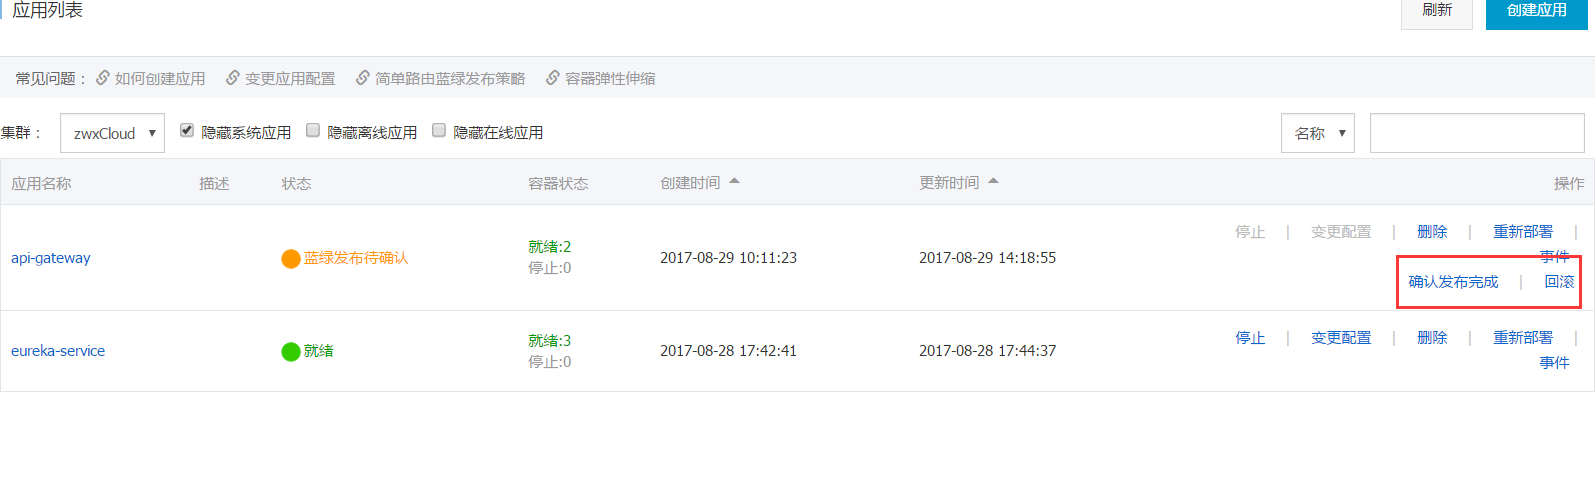 应用列表 刷新 创建应用
常见问题： 如何创建应用 变更应用配置 简单路由蓝绿发布策略 容器弹性伸缩
集群： zwxCloud 隐藏系统应用 隐藏离线应用 隐藏在线应用 名称
应用名称 描述 状态 容器状态 创建时间 更新时间 操作
api-gateway 蓝绿发布待确认 就绪:2 2017-08-29 10:11:23 2017-08-29 14:18:55 停止 | 变更配置 | 删除 | 重新部署 |
停止:0 事件
确认发布完成 | 回滚
eureka-service 就绪 就绪:3 2017-08-28 17:42:41 2017-08-28 17:44:37 停止 | 变更配置 | 删除 | 重新部署 |
停止:0 事件